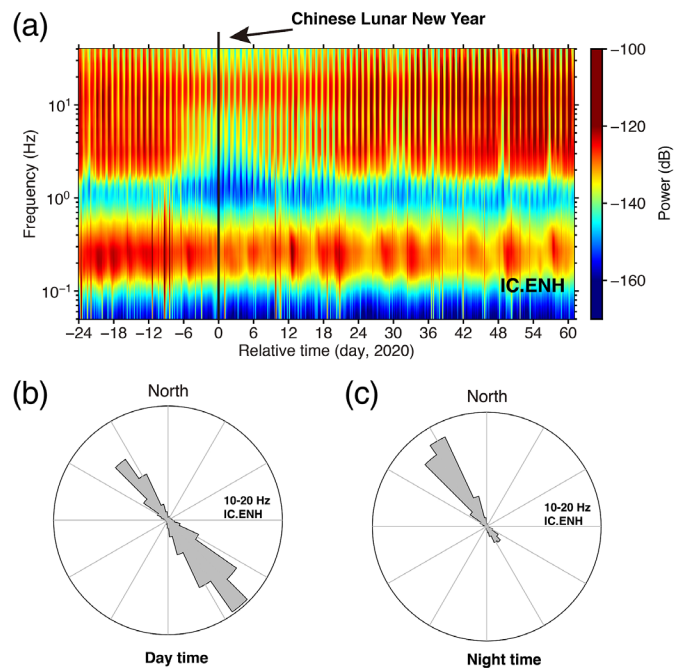 (a)
Chinese Lunar New Year
Frequency (Hz)
10¹
10⁰
10⁻¹
IC.ENH
−24 −18 −12 −6 0 6 12 18 24 30 36 42 48 54 60
Relative time (day, 2020)
−100
−120
−140
−160
Power (dB)
(b)
North
10-20 Hz
IC.ENH
Day time
(c)
North
10-20 Hz
IC.ENH
Night time